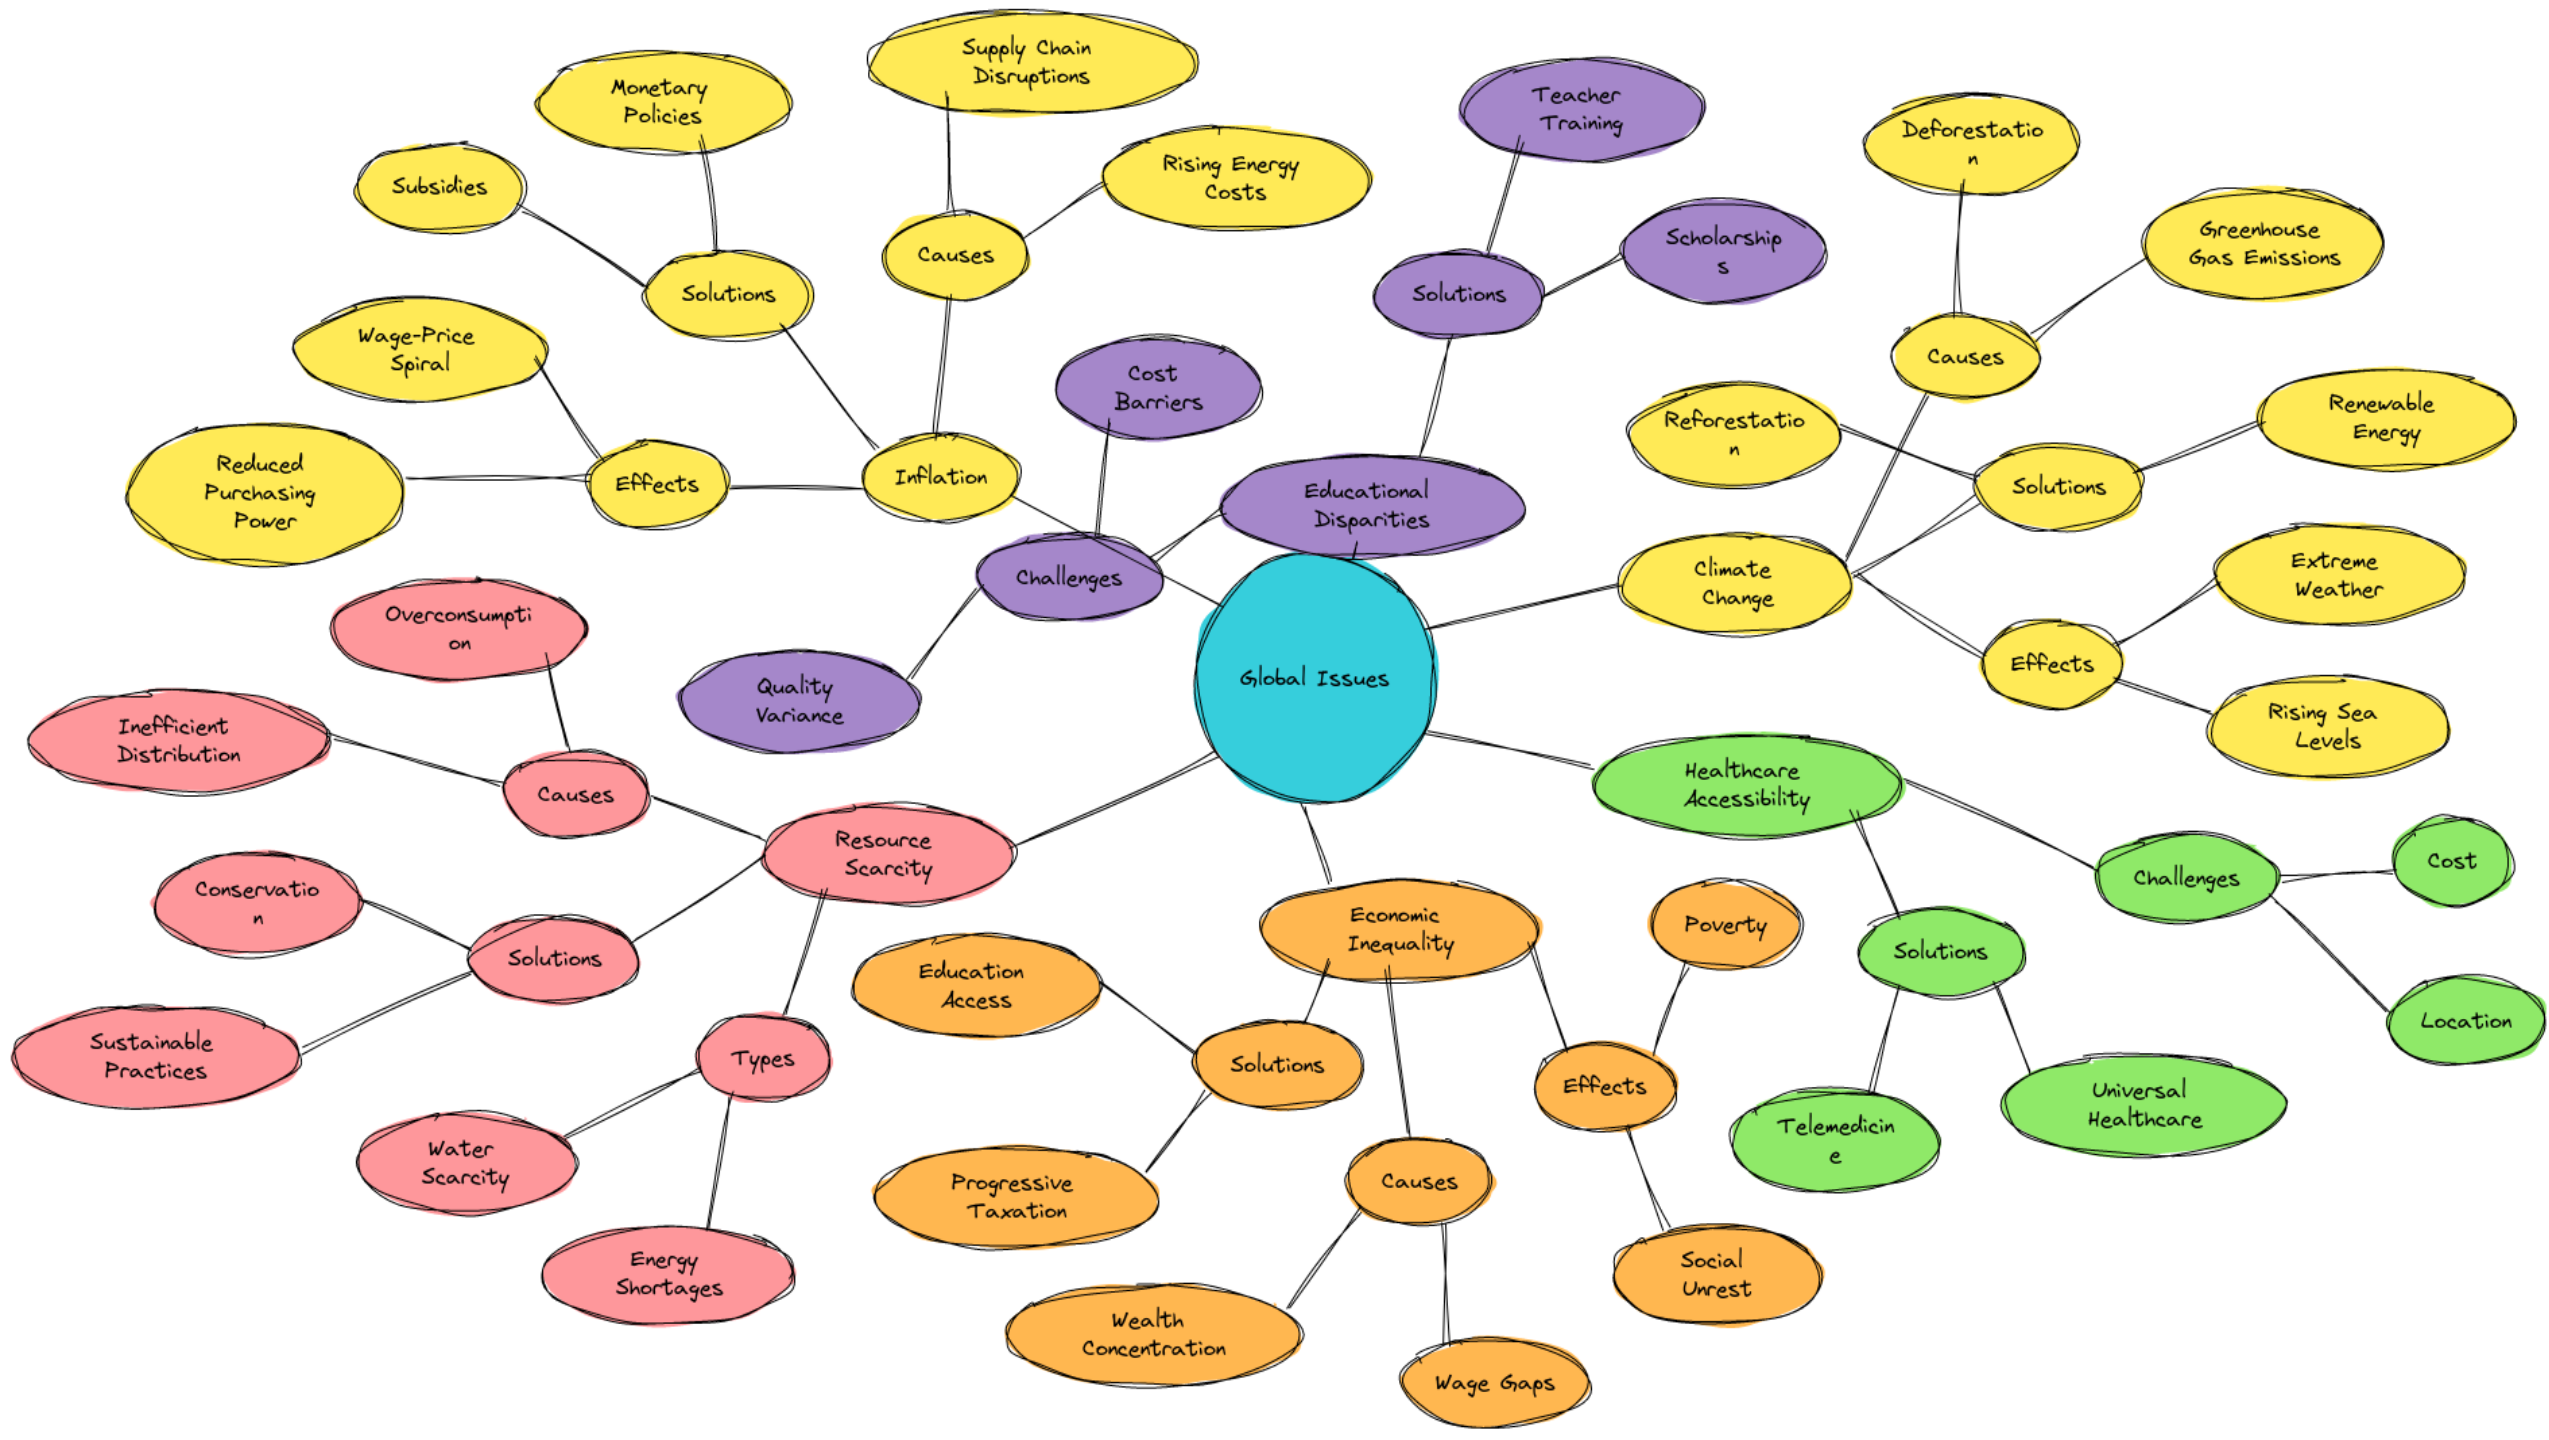 Supply Chain
Disruptions
Monetary
Policies
Subsidies
Rising Energy
Costs
Causes
Solutions
Wage-Price
Spiral
Reduced
Purchasing
Power
Effects
Inflation
Teacher
Training
Scholarship
s
Solutions
Cost
Barriers
Educational
Disparities
Challenges
Quality
Variance
Deforestatio
n
Greenhouse
Gas Emissions
Causes
Reforestatio
n
Renewable
Energy
Solutions
Climate
Change
Extreme
Weather
Effects
Rising Sea
Levels
Global Issues
Overconsumpti
on
Inefficient
Distribution
Causes
Resource
Scarcity
Conservatio
n
Solutions
Sustainable
Practices
Types
Water
Scarcity
Energy
Shortages
Healthcare
Accessibility
Challenges
Cost
Location
Solutions
Telemedicin
e
Universal
Healthcare
Economic
Inequality
Poverty
Education
Access
Solutions
Effects
Progressive
Taxation
Causes
Social
Unrest
Wealth
Concentration
Wage Gaps